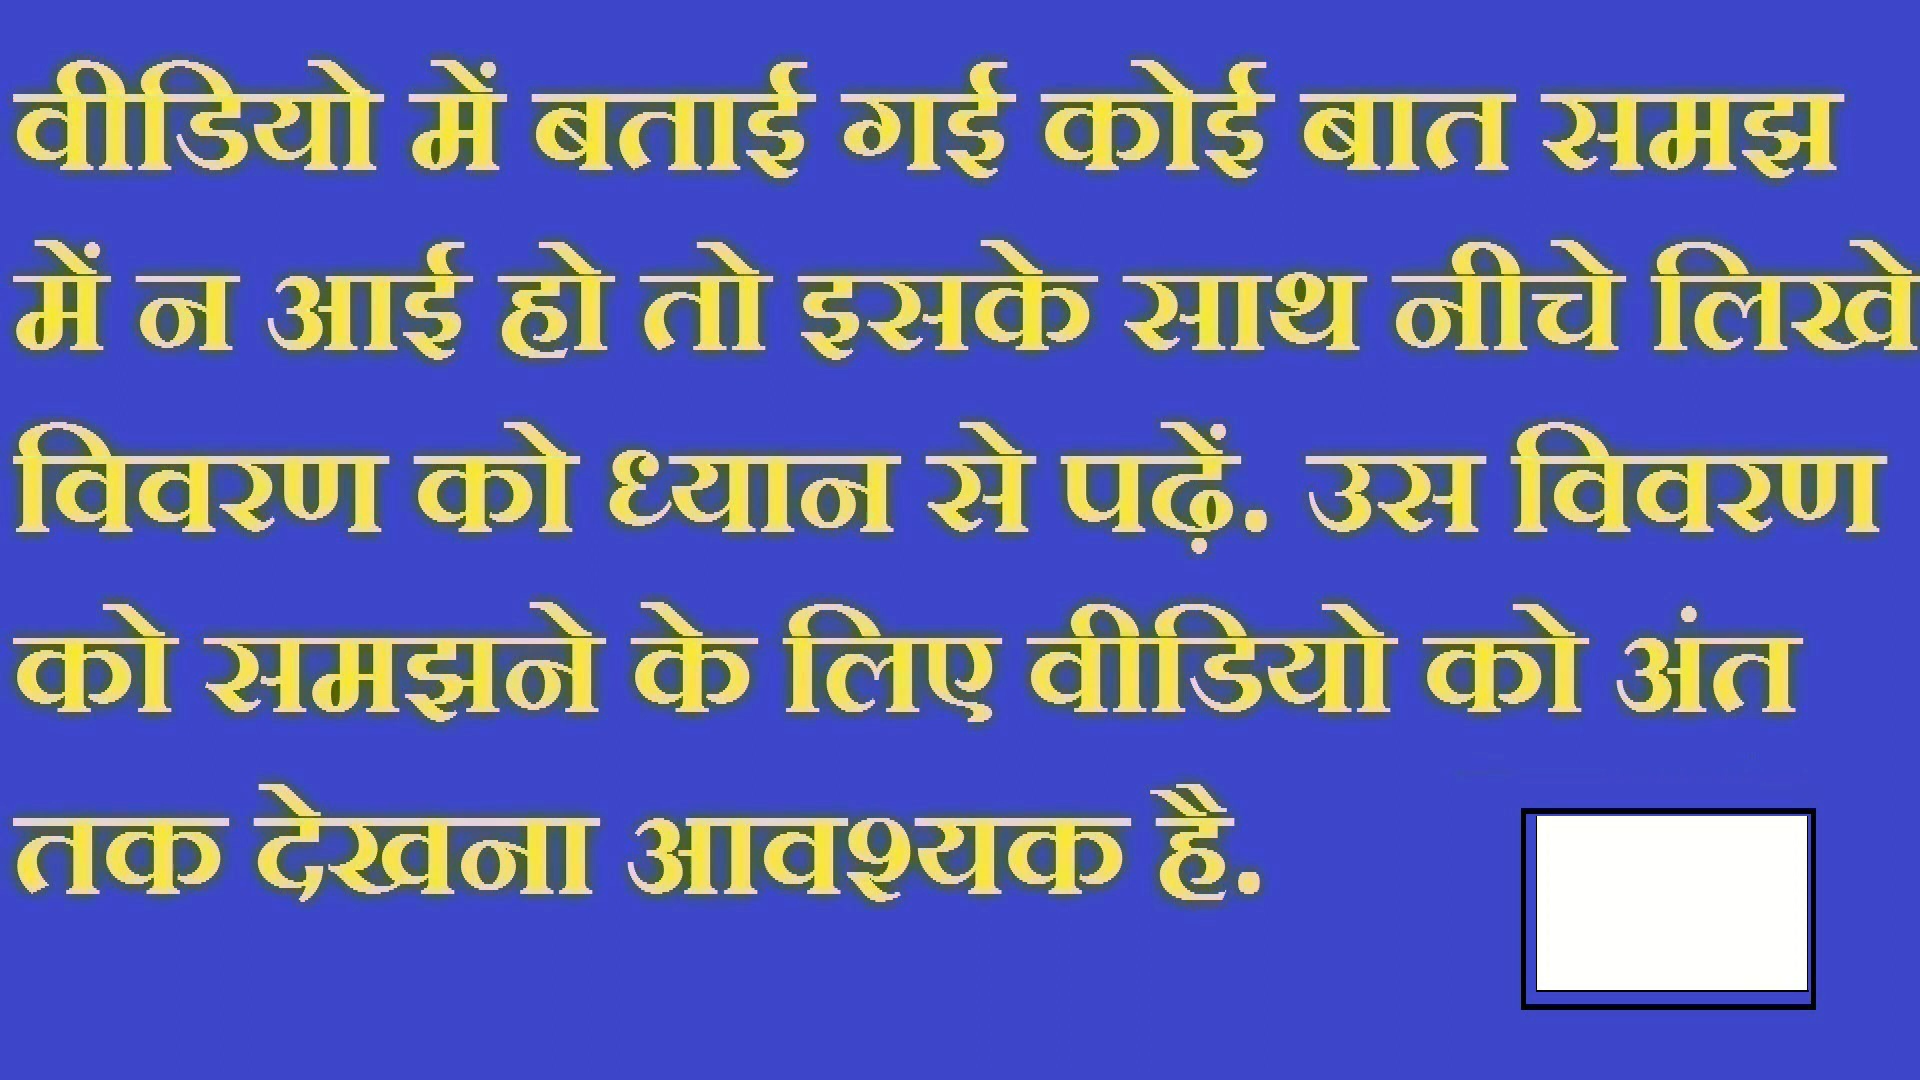 वीडियो में बताई गई कोई बात समझ
में न आई हो तो इसके साथ नीचे लिखे
विवरण को ध्यान से पढ़ें. उस विवरण
को समझने के लिए वीडियो को अंत
तक देखना आवश्यक है.